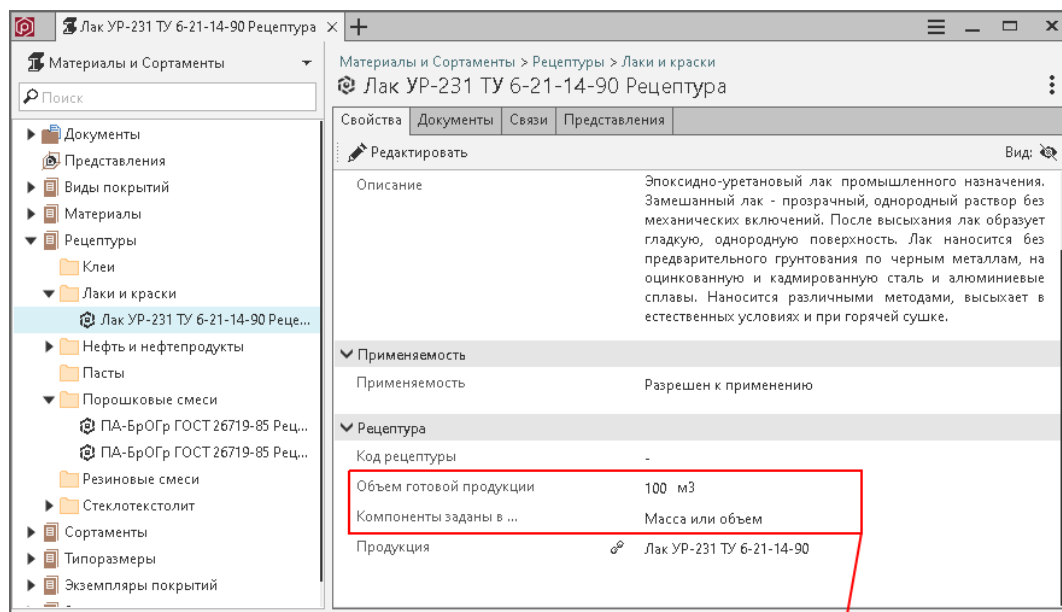 Лак УР-231 ТУ 6-21-14-90 Рецептура
Материалы и Сортаменты
Поиск
Документы
Представления
Виды покрытий
Материалы
Рецептуры
Клеи
Лаки и краски
Лак УР-231 ТУ 6-21-14-90 Реце...
Нефть и нефтепродукты
Пасты
Порошковые смеси
ПА-БрОГр ГОСТ 26719-85 Рец...
ПА-БрОГр ГОСТ 26719-85 Рец...
Резиновые смеси
Стеклотекстолит
Сортаменты
Типоразмеры
Экземпляры покрытий
Материалы и Сортаменты > Рецептуры > Лаки и краски
Лак УР-231 ТУ 6-21-14-90 Рецептура
Свойства Документы Связи Представления
Редактировать Вид:
Описание Эпоксидно-уретановый лак промышленного назначения.
Замешанный лак - прозрачный, однородный раствор без
механических включений. После высыхания лак образует
гладкую, однородную поверхность. Лак наносится без
предварительного грунтования по черным металлам, на
оцинкованную и кадмированную сталь и алюминиевые
сплавы. Наносится различными методами, высыхает в
естественных условиях и при горячей сушке.
Применяемость
Применяемость Разрешен к применению
Рецептура
Код рецептуры -
Объем готовой продукции 100 м3
Компоненты заданы в ... Масса или объем
Продукция Лак УР-231 ТУ 6-21-14-90